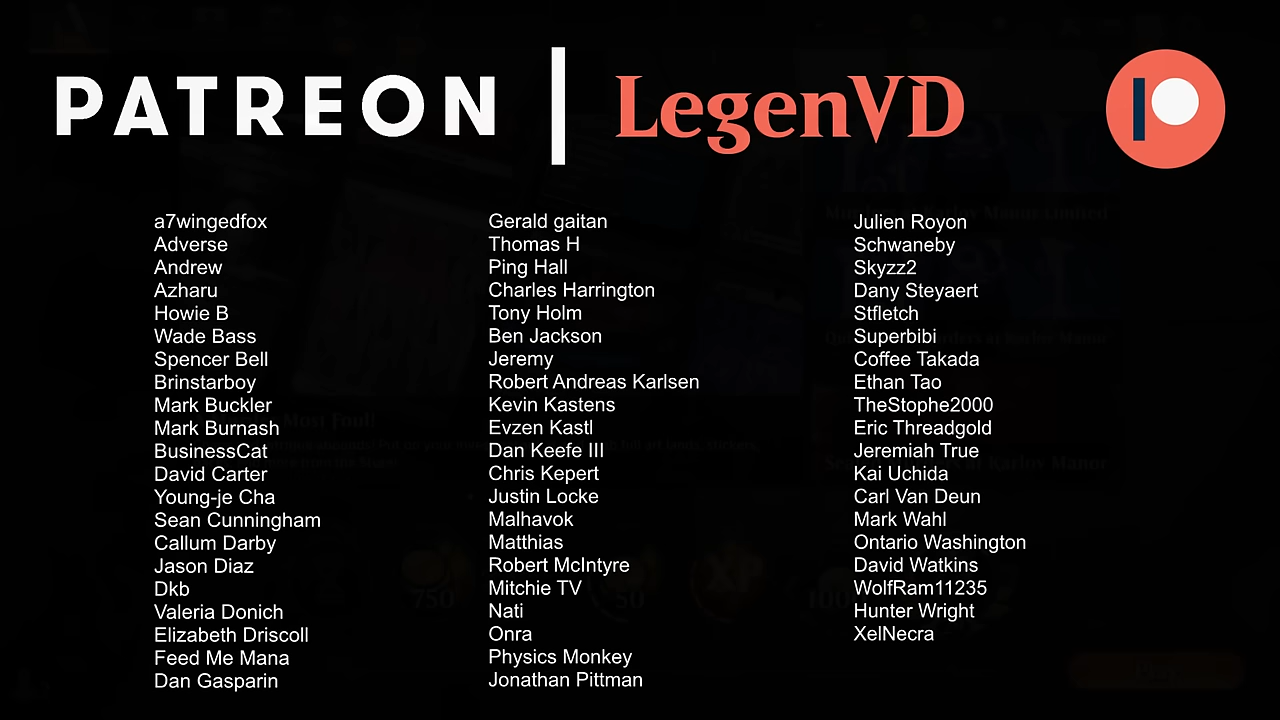 PATREON | LegenVD
a7wingedfox
Adverse
Andrew
Azharu
Howie B
Wade Bass
Spencer Bell
Brinstarboy
Mark Buckler
Mark Burnash
BusinessCat
David Carter
Young-je Cha
Sean Cunningham
Callum Darby
Jason Diaz
Dkb
Valeria Donich
Elizabeth Driscoll
Feed Me Mana
Dan Gasparin
Gerald gaitan
Thomas H
Ping Hall
Charles Harrington
Tony Holm
Ben Jackson
Jeremy
Robert Andreas Karlsen
Kevin Kastens
Evzen Kastl
Dan Keefe III
Chris Kepert
Justin Locke
Malhavok
Matthias
Robert McIntyre
Mitchie TV
Nati
Onra
Physics Monkey
Jonathan Pittman
Julien Royon
Schwaneby
Skyzz2
Dany Steyaert
Stfletch
Superbibi
Coffee Takada
Ethan Tao
TheStophe2000
Eric Threadgold
Jeremiah True
Kai Uchida
Carl Van Deun
Mark Wahl
Ontario Washington
David Watkins
WolfRam11235
Hunter Wright
XelNecra
Most Foul!
750
50
XP